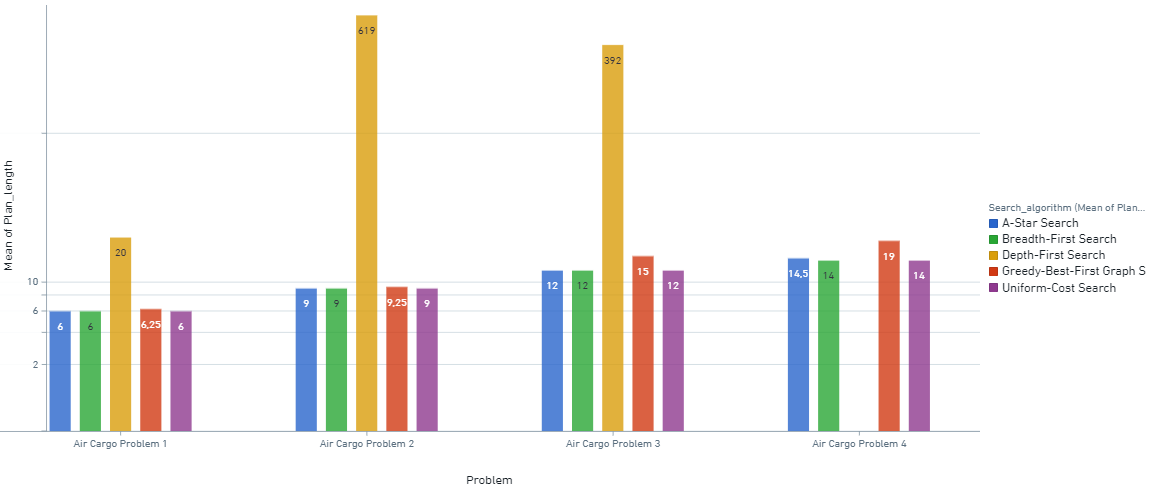 Mean of Plan_length
10
6
2
6
6
20
6,25
6
9
9
619
9,25
9
12
12
392
15
12
14,5
14
19
14
Air Cargo Problem 1
Air Cargo Problem 2
Air Cargo Problem 3
Air Cargo Problem 4
Problem
Search_algorithm (Mean of Plan...
A-Star Search
Breadth-First Search
Depth-First Search
Greedy-Best-First Graph S
Uniform-Cost Search